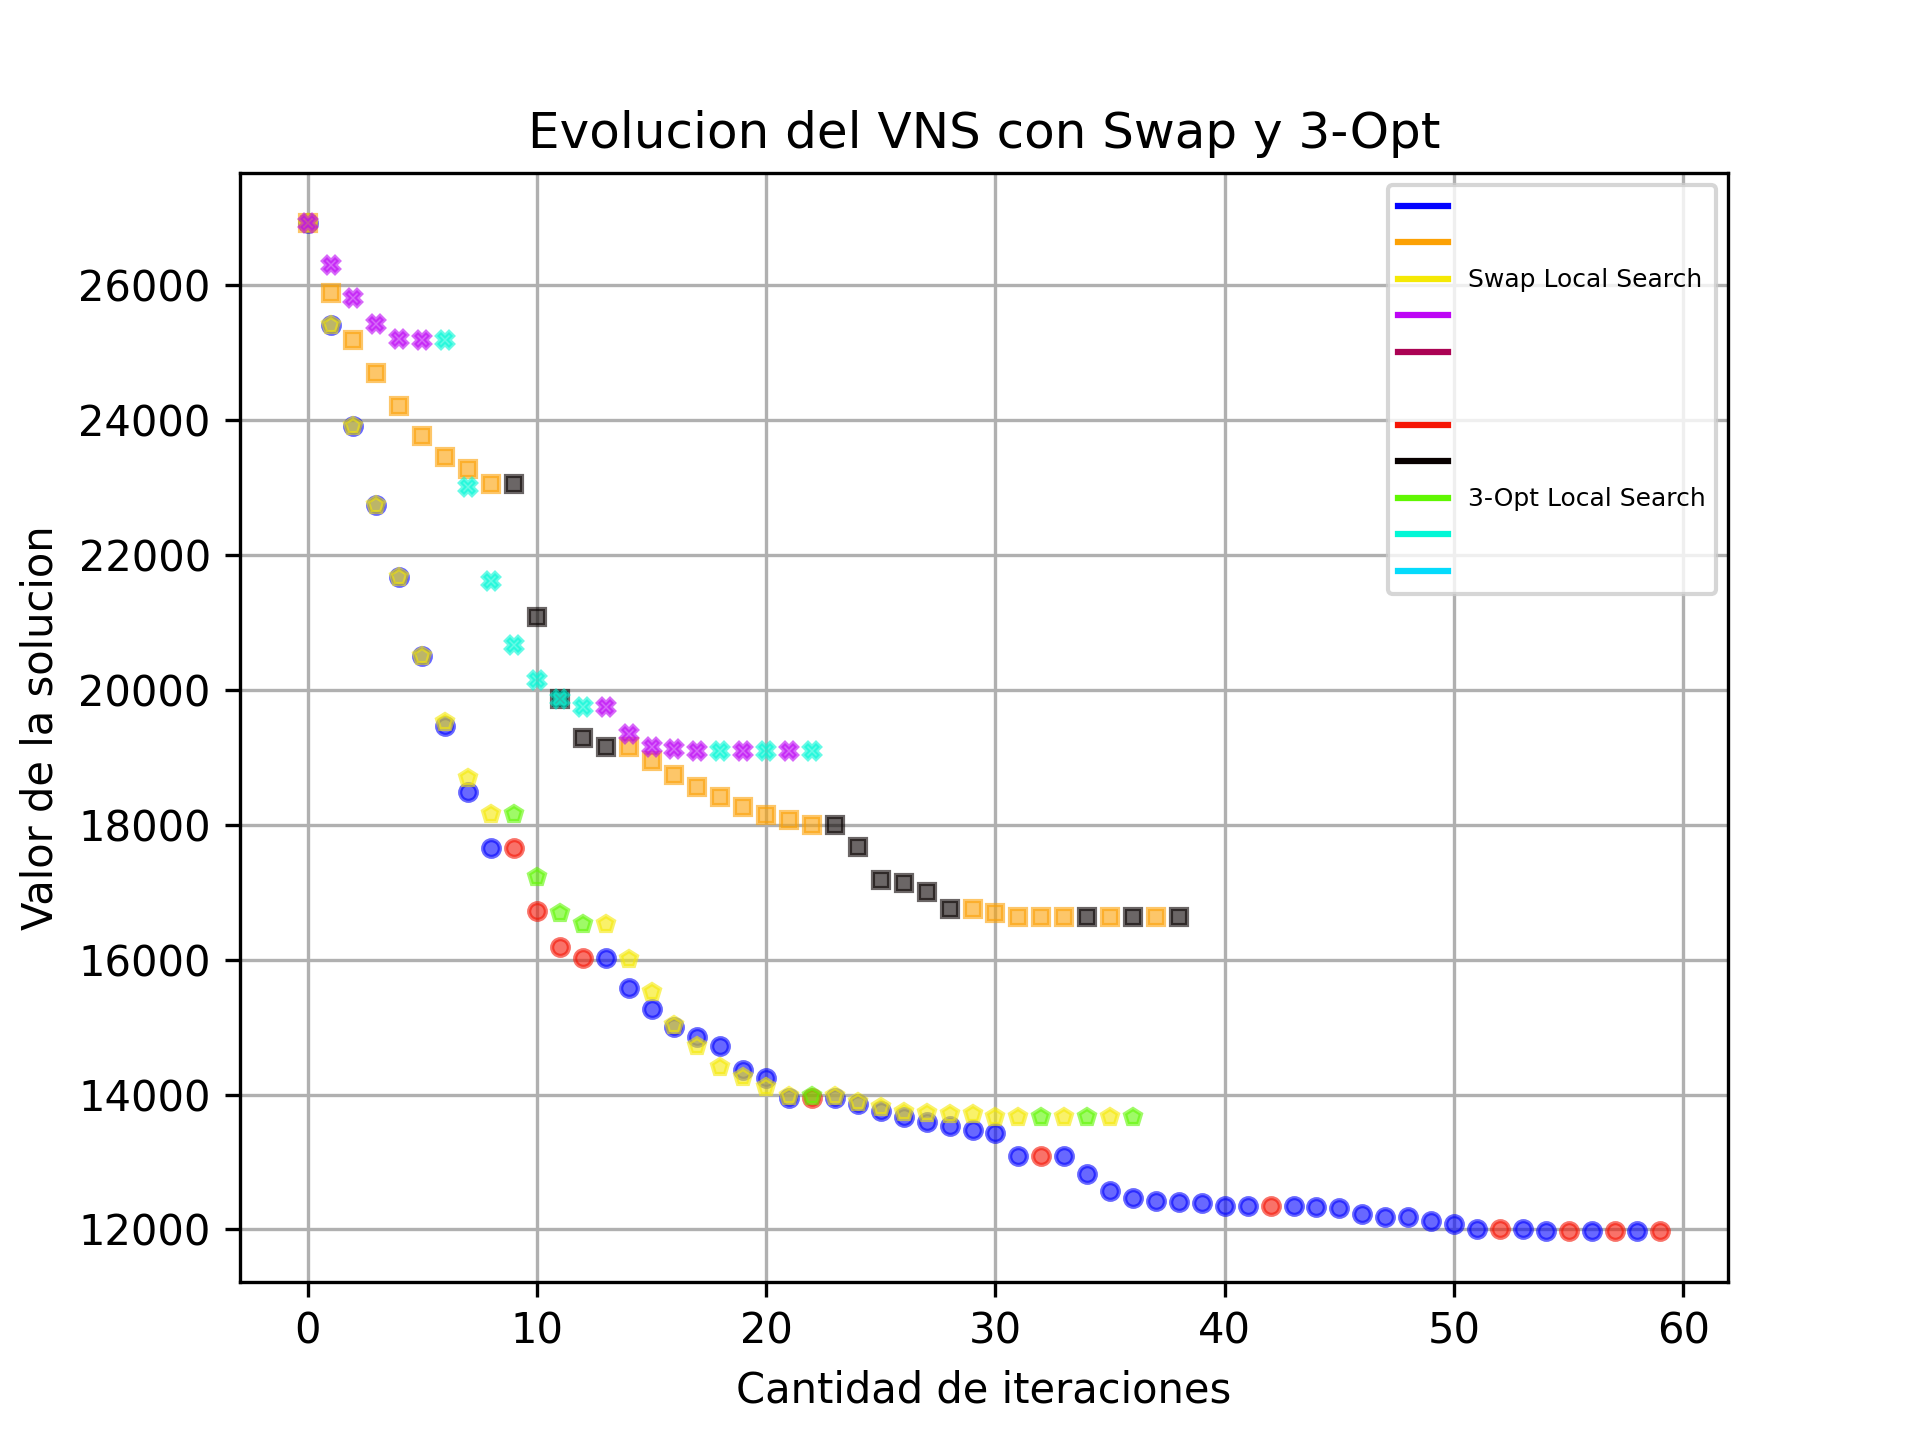 Evolucion del VNS con Swap y 3-Opt
Swap Local Search
3-Opt Local Search
Valor de la solucion
26000
24000
22000
20000
18000
16000
14000
12000
0 10 20 30 40 50 60
Cantidad de iteraciones